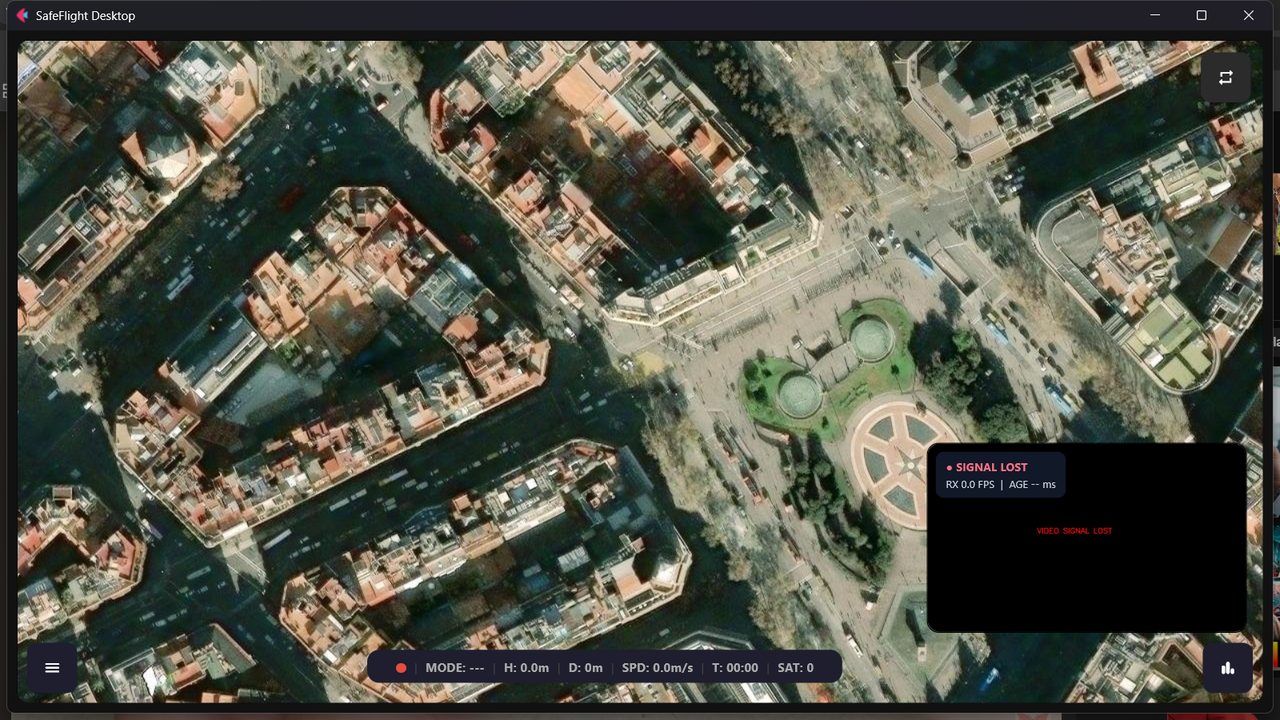 SafeFlight Desktop
● SIGNAL LOST
RX 0.0 FPS | AGE -- ms
VIDEO SIGNAL LOST
MODE: --- | H: 0.0m | D: 0m | SPD: 0.0m/s | T: 00:00 | SAT: 0